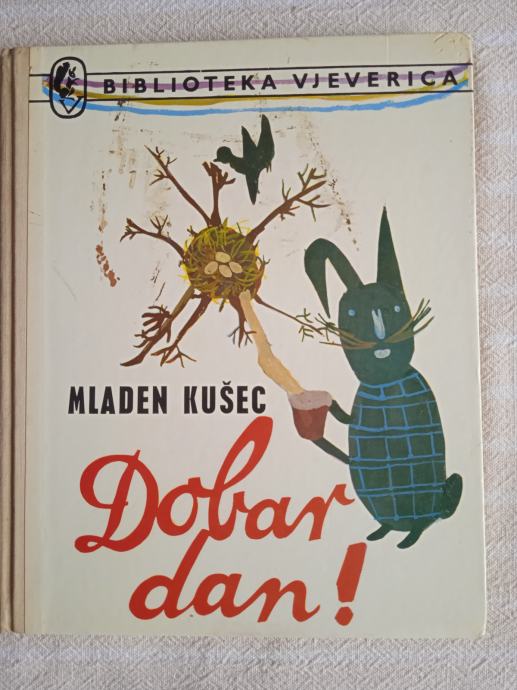 BIBLIOTEKA VJEVERICA
MLADEN KUŠEC
Dobar
dan!